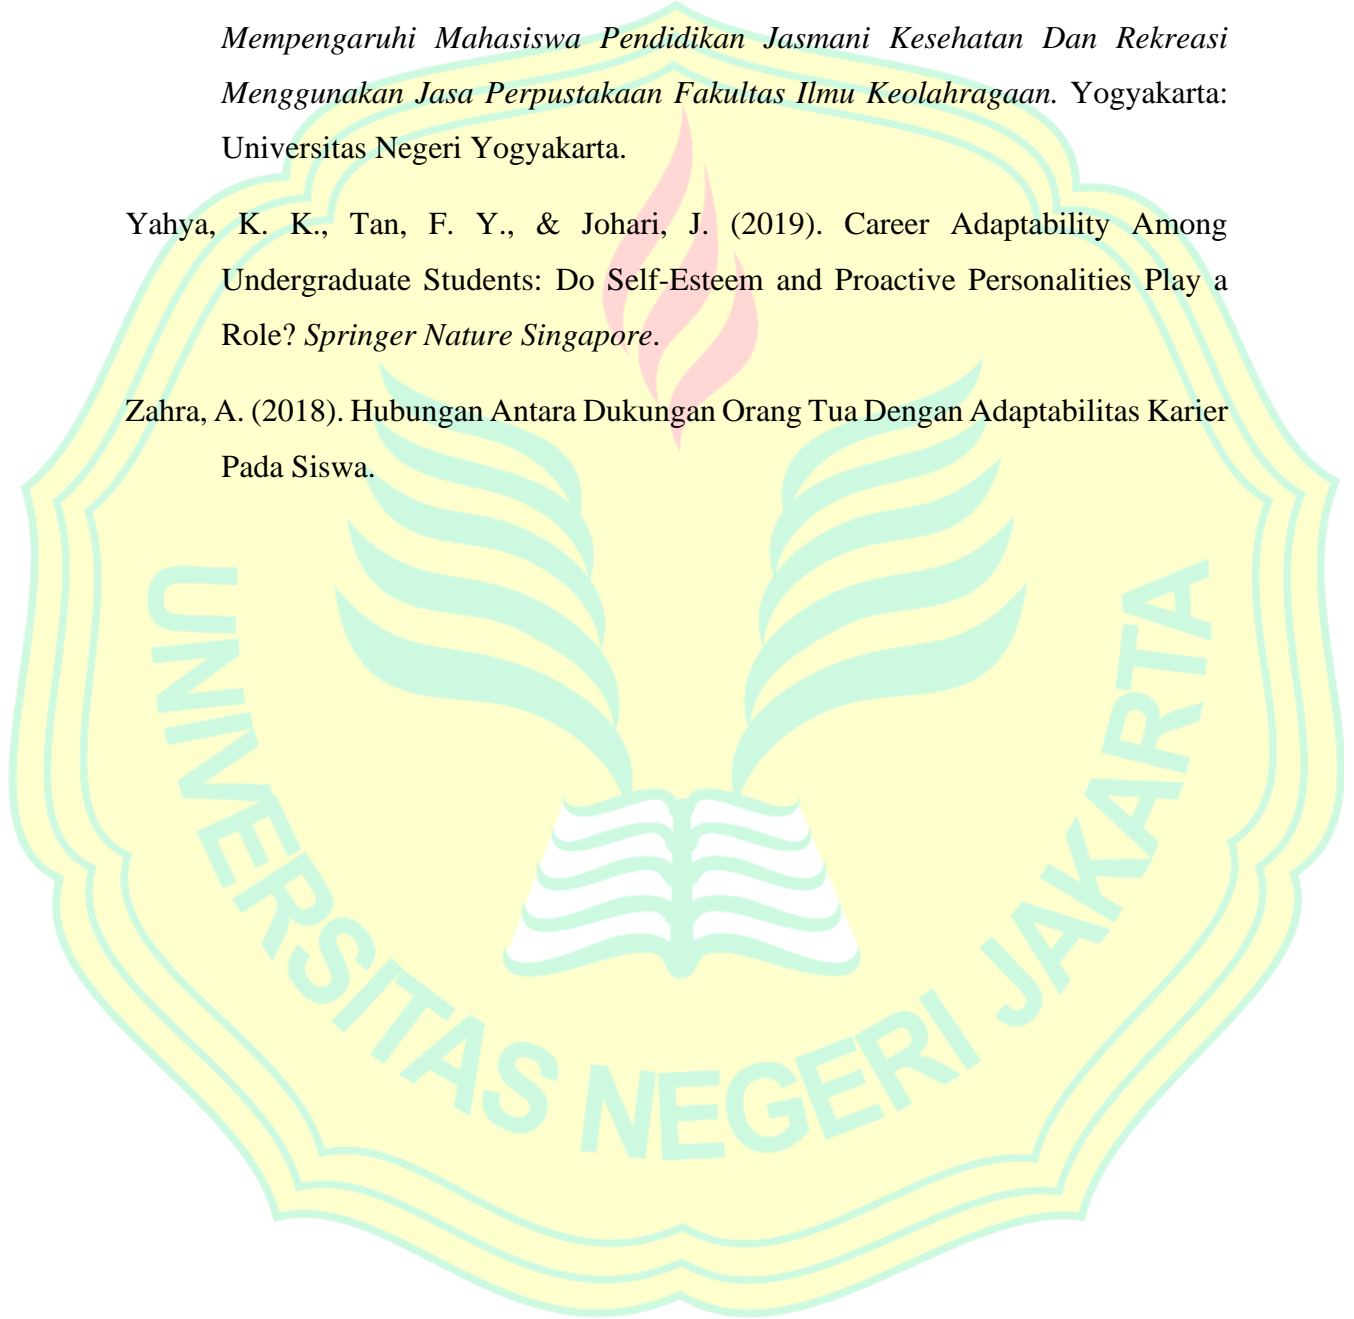 Mempengaruhi Mahasiswa Pendidikan Jasmani Kesehatan Dan Rekreasi
Menggunakan Jasa Perpustakaan Fakultas Ilmu Keolahragaan. Yogyakarta:
Universitas Negeri Yogyakarta.
Yahya, K. K., Tan, F. Y., & Johari, J. (2019). Career Adaptability Among
Undergraduate Students: Do Self-Esteem and Proactive Personalities Play a
Role? Springer Nature Singapore.
Zahra, A. (2018). Hubungan Antara Dukungan Orang Tua Dengan Adaptabilitas Karier
Pada Siswa.
UNIVERSITAS NEGERI JAKARTA